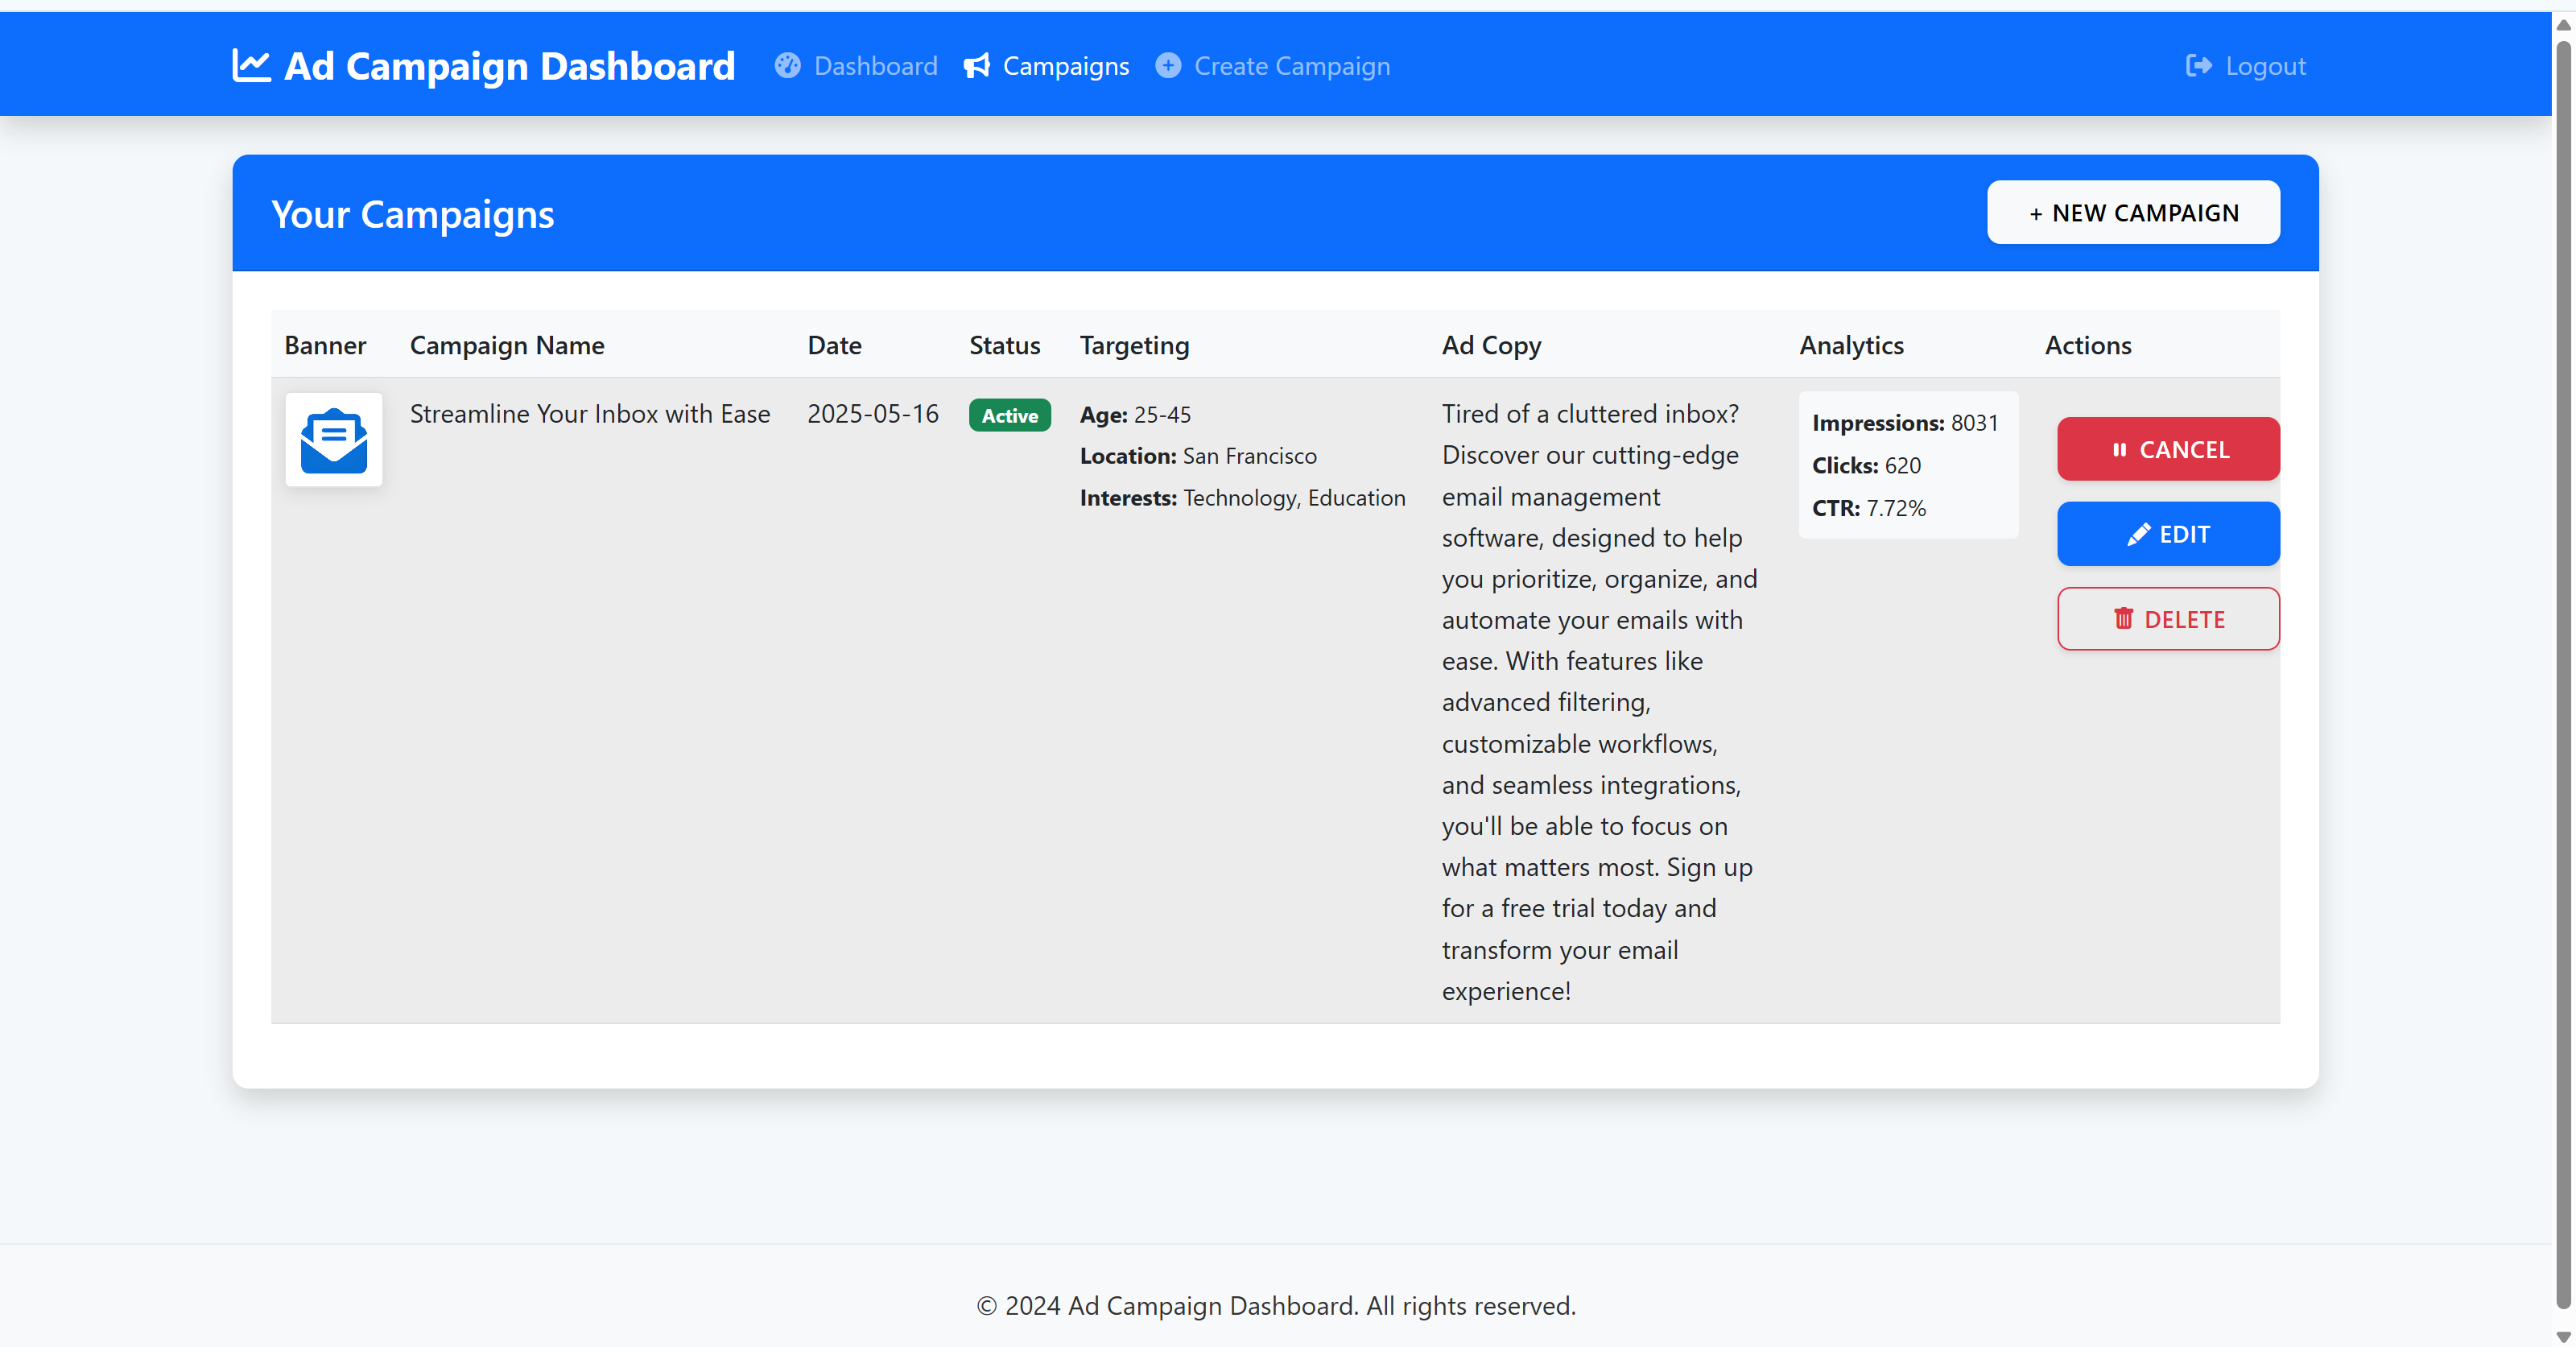 Ad Campaign Dashboard Dashboard Campaigns Create Campaign Logout
Your Campaigns + NEW CAMPAIGN
Banner Campaign Name Date Status Targeting Ad Copy Analytics Actions
Streamline Your Inbox with Ease
2025-05-16
Active
Age: 25-45
Location: San Francisco
Interests: Technology, Education
Tired of a cluttered inbox?
Discover our cutting-edge
email management
software, designed to help
you prioritize, organize, and
automate your emails with
ease. With features like
advanced filtering,
customizable workflows,
and seamless integrations,
you'll be able to focus on
what matters most. Sign up
for a free trial today and
transform your email
experience!
Impressions: 8031
Clicks: 620
CTR: 7.72%
CANCEL
EDIT
DELETE
© 2024 Ad Campaign Dashboard. All rights reserved.